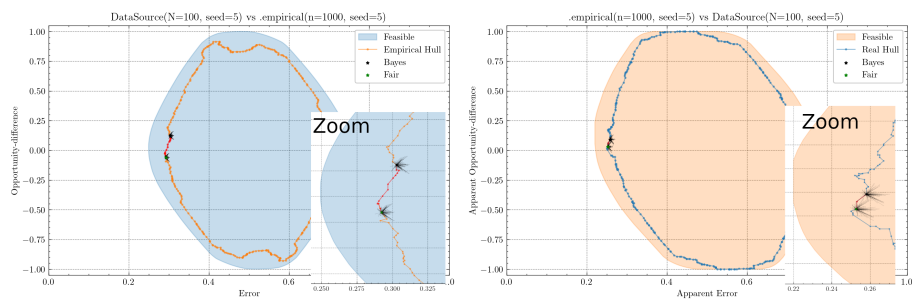 DataSource(N=100, seed=5) vs .empirical(n=1000, seed=5)
1.00
0.75
0.50
0.25
0.00
−0.25
−0.50
−0.75
−1.00
Opportunity-difference
Feasible
Empirical Hull
Bayes
Fair
Zoom
0.250
0.275
0.300
0.325
0.0
0.2
0.4
0.6
1.0
Error
.empirical(n=1000, seed=5) vs DataSource(N=100, seed=5)
1.00
0.75
0.50
0.25
0.00
−0.25
−0.50
−0.75
−1.00
Apparent Opportunity-difference
Feasible
Real Hull
Bayes
Fair
Zoom
0.22
0.24
0.26
0.0
0.2
0.4
0.6
1.0
Apparent Error